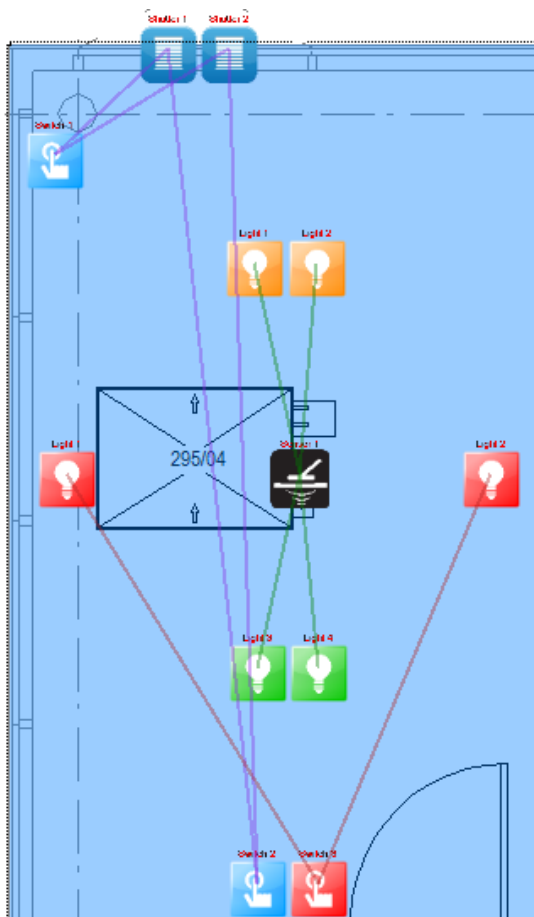 Shutter 1
Shutter 2
Switch 1
Light 1
Light 2
Light 1
295/04
Sensor 1
Light 2
Light 3
Light 4
Switch 2
Switch 3